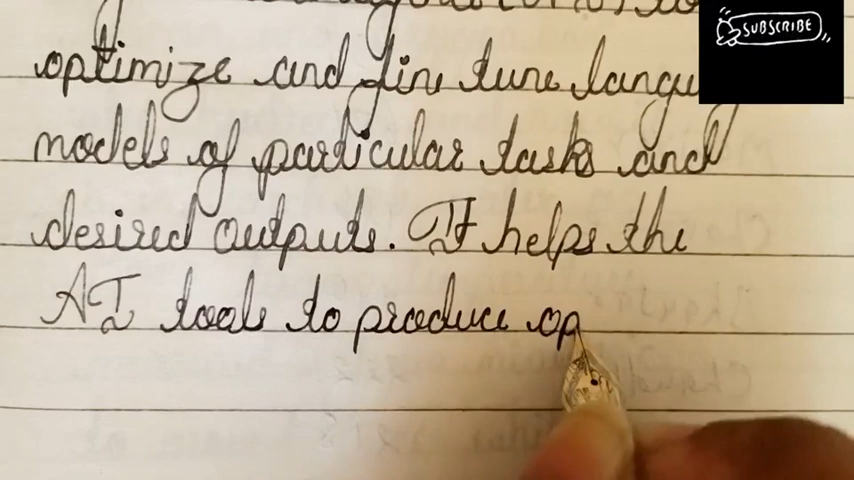 SUBSCRIBE
optimize and fine tune langu
models of particular tasks and
desired outputs. It helps the
AI tools to produce op